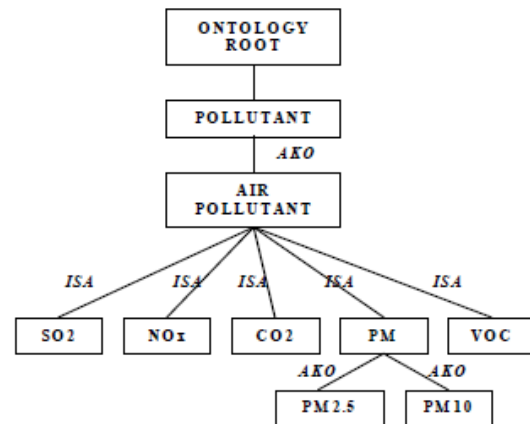 ONTOLOGY
ROOT
POLLUTANT
AKO
AIR
POLLUTANT
ISA ISA ISA ISA ISA
SO2 NOx CO2 PM VOC
AKO AKO
PM2.5 PM10